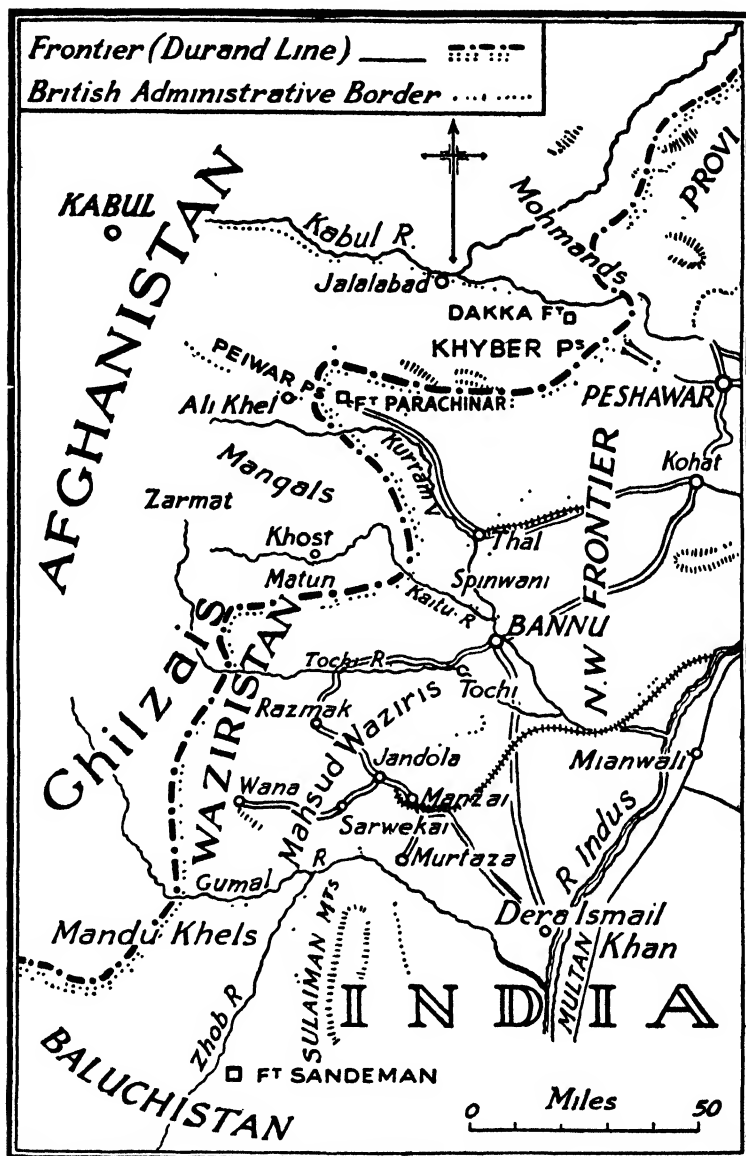 Frontier (Durand Line)
British Administrative Border
PROVI
KABUL
AFGHANISTAN
Kabul R.
Mohmands
Jalalabad
DAKKA FT
KHYBER PS
PEIWAR PS
FT PARACHINAR
PESHAWAR
Ali Khel
Kurram V
Mangals
Kohat
Zarmat
N.W FRONTIER
Khost
Thal
Matun
Spinwani
Kaitu R
BANNU
Ghilzais
WAZIRISTAN
Tochi R
Tochi
Razmak
Mahsud Waziris
Jandola
Mianwali
Wana
Manzai
Sarwekai
Murtaza
R Indus
Gumal R
Mandu Khels
Dera Ismail
Khan
SULAIMAN MTS
MULTAN
INDIA
Zhob R
BALUCHISTAN
FT SANDEMAN
Miles
0 50